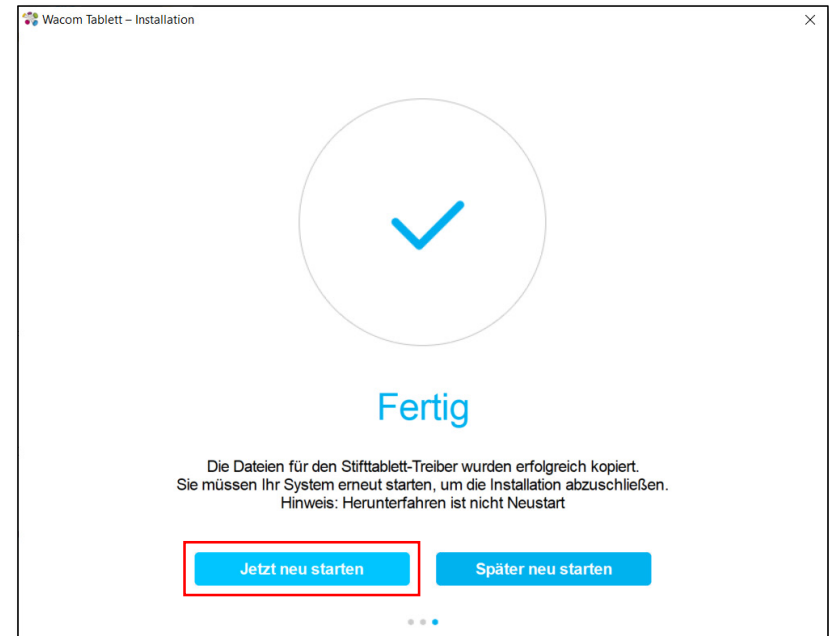 Wacom Tablett – Installation
Fertig
Die Dateien für den Stifttablett-Treiber wurden erfolgreich kopiert.
Sie müssen Ihr System erneut starten, um die Installation abzuschließen.
Hinweis: Herunterfahren ist nicht Neustart
Jetzt neu starten
Später neu starten